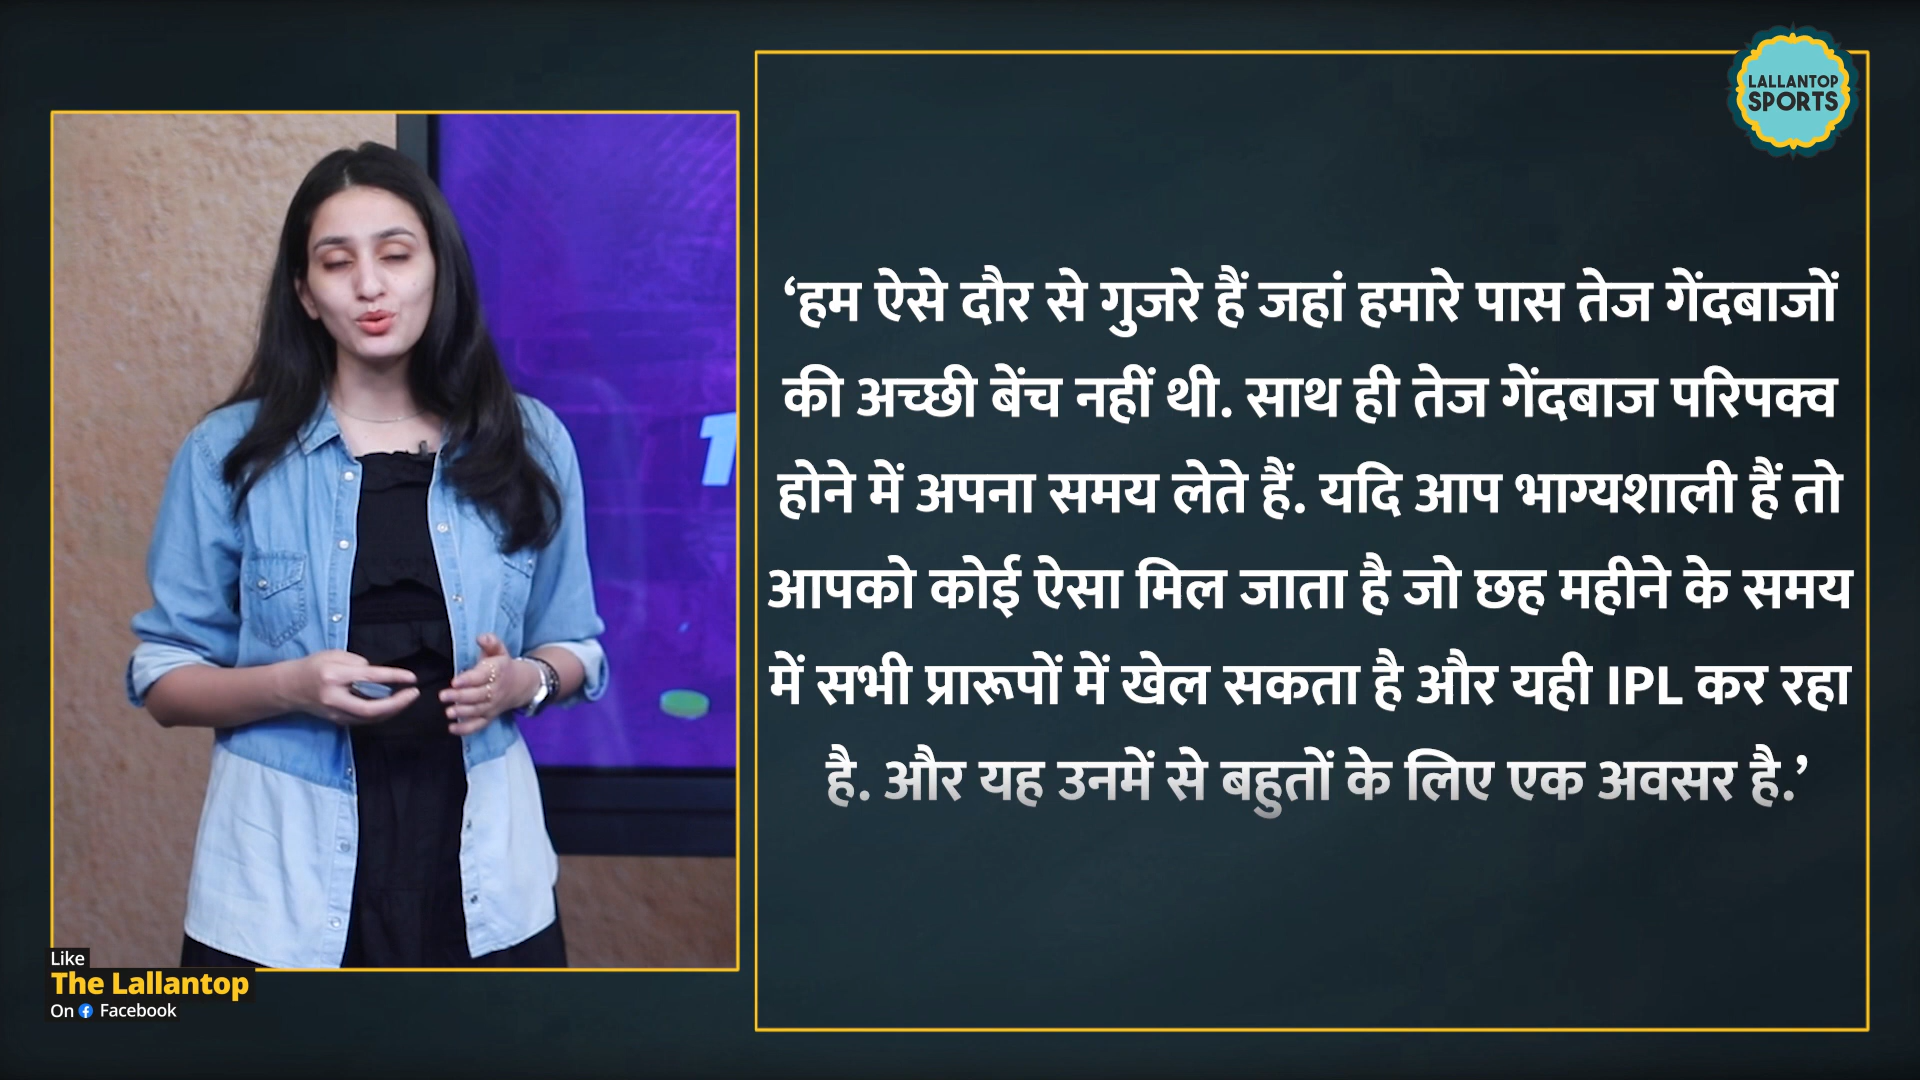 LALLANTOP
SPORTS
‘हम ऐसे दौर से गुजरे हैं जहां हमारे पास तेज गेंदबाजों
की अच्छी बेंच नहीं थी. साथ ही तेज गेंदबाज परिपक्व
होने में अपना समय लेते हैं. यदि आप भाग्यशाली हैं तो
आपको कोई ऐसा मिल जाता है जो छह महीने के समय
में सभी प्रारूपों में खेल सकता है और यही IPL कर रहा
है. और यह उनमें से बहुतों के लिए एक अवसर है.’
Like
The Lallantop
On Facebook